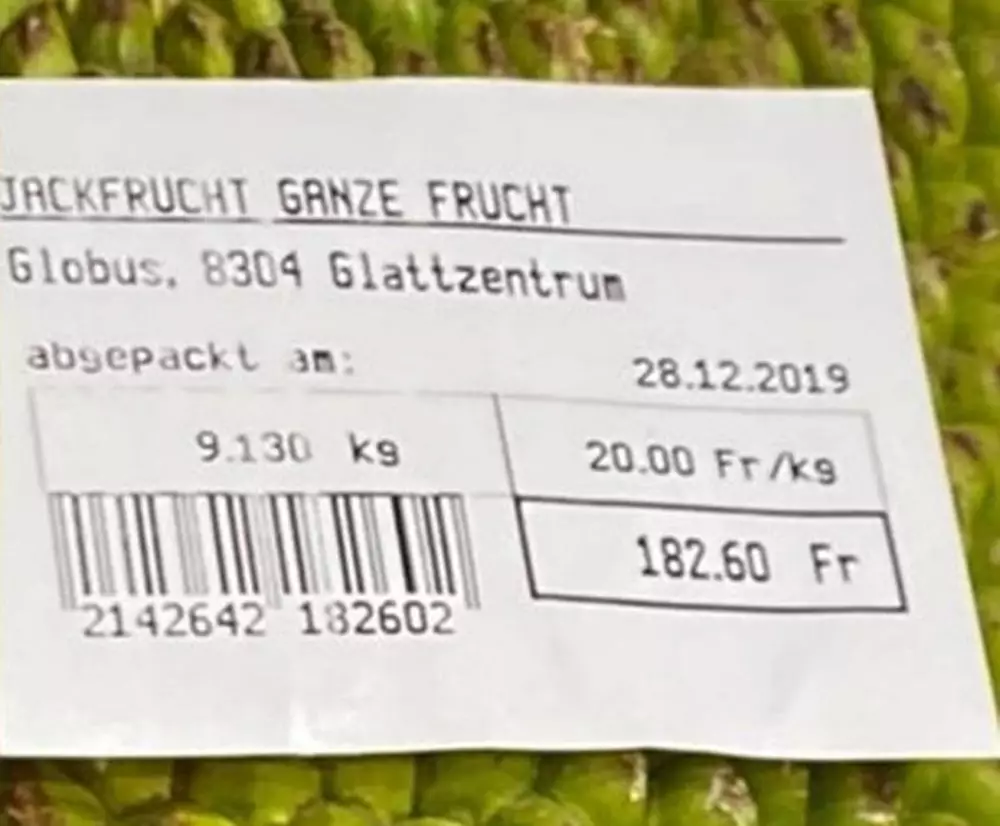 JACKFRUCHT GANZE FRUCHT
Globus, 8304 Glattzentrum
abgepackt am: 28.12.2019
9.130 kg 20.00 Fr/kg
182.60 Fr
2142642 182602